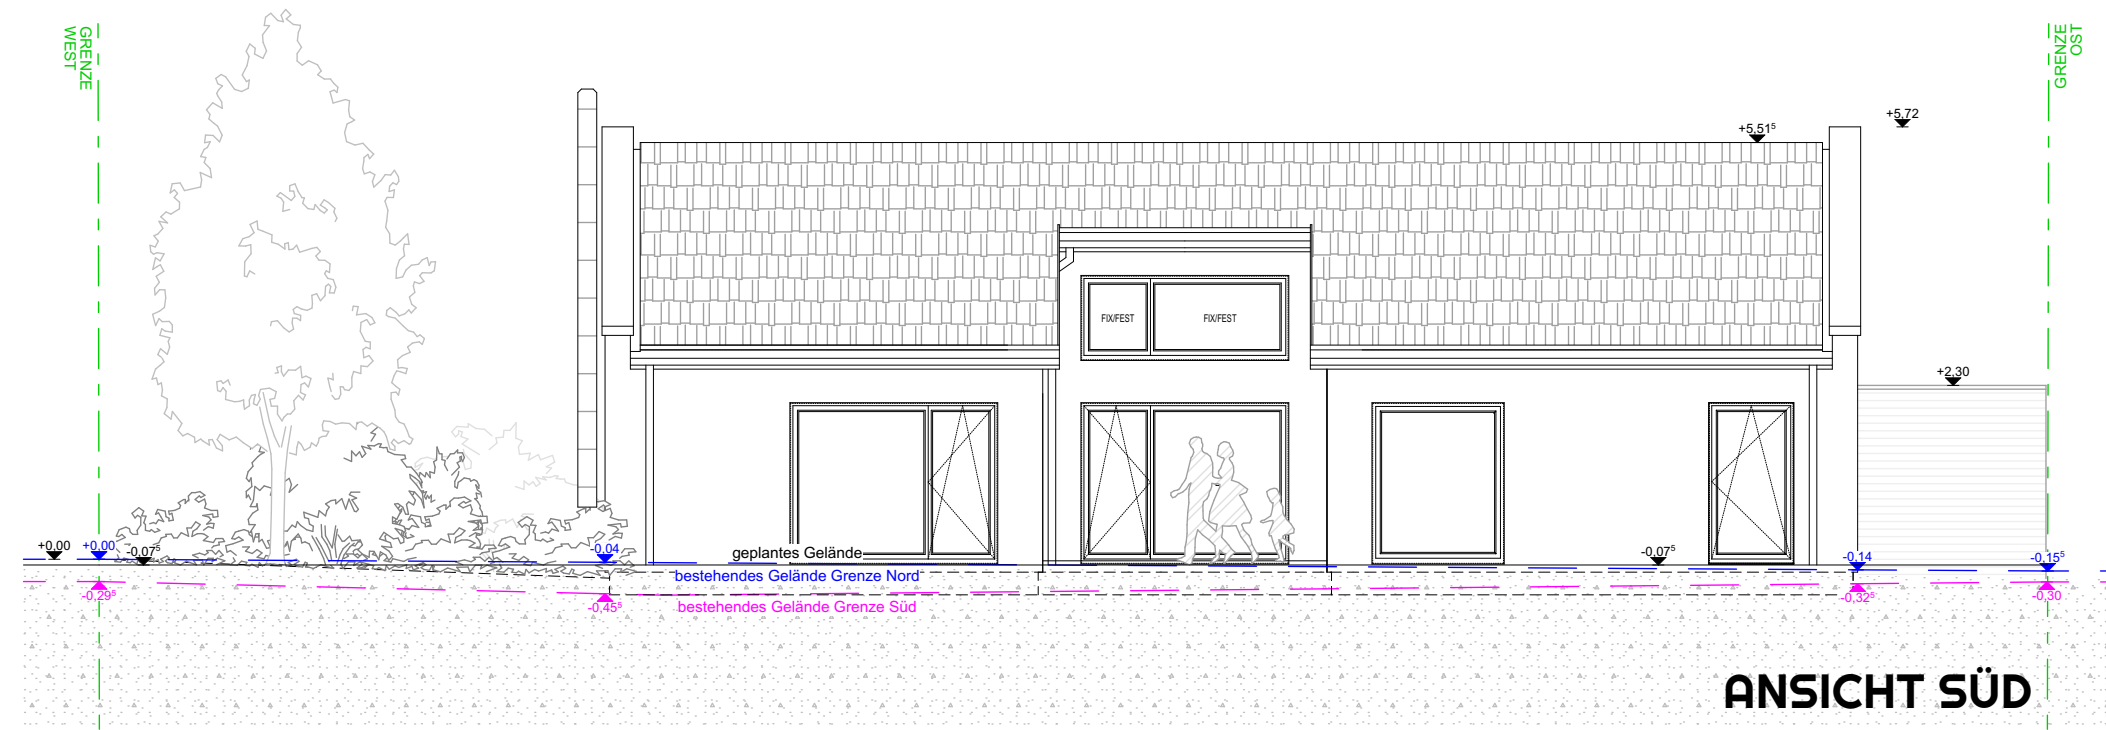 GRENZE
WEST
GRENZE
OST
+5,72
+5,51⁵
FIX/FEST
FIX/FEST
+2,30
+0,00
+0,00
-0,07⁵
-0,04
geplantes Gelände
-0,07⁵
-0,14
-0,15⁵
bestehendes Gelände Grenze Nord
-0,29⁵
-0,45⁵
bestehendes Gelände Grenze Süd
-0,32⁵
-0,30
ANSICHT SÜD